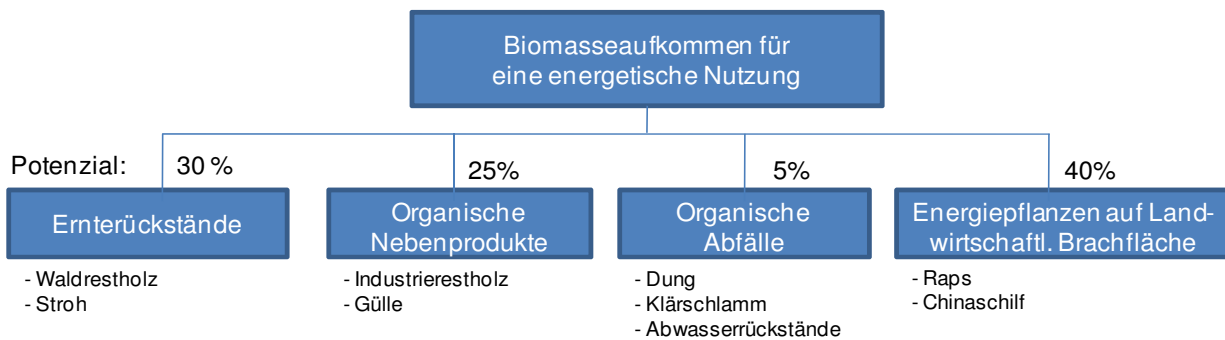 Biomasseaufkommen für
eine energetische Nutzung
Potenzial:
30 %
25%
5%
40%
Ernterückstände
Organische
Nebenprodukte
Organische
Abfälle
Energiepflanzen auf Land-
wirtschaftl. Brachfläche
- Waldrestholz
- Stroh
- Industrierestholz
- Gülle
- Dung
- Klärschlamm
- Abwasserrückstände
- Raps
- Chinaschilf